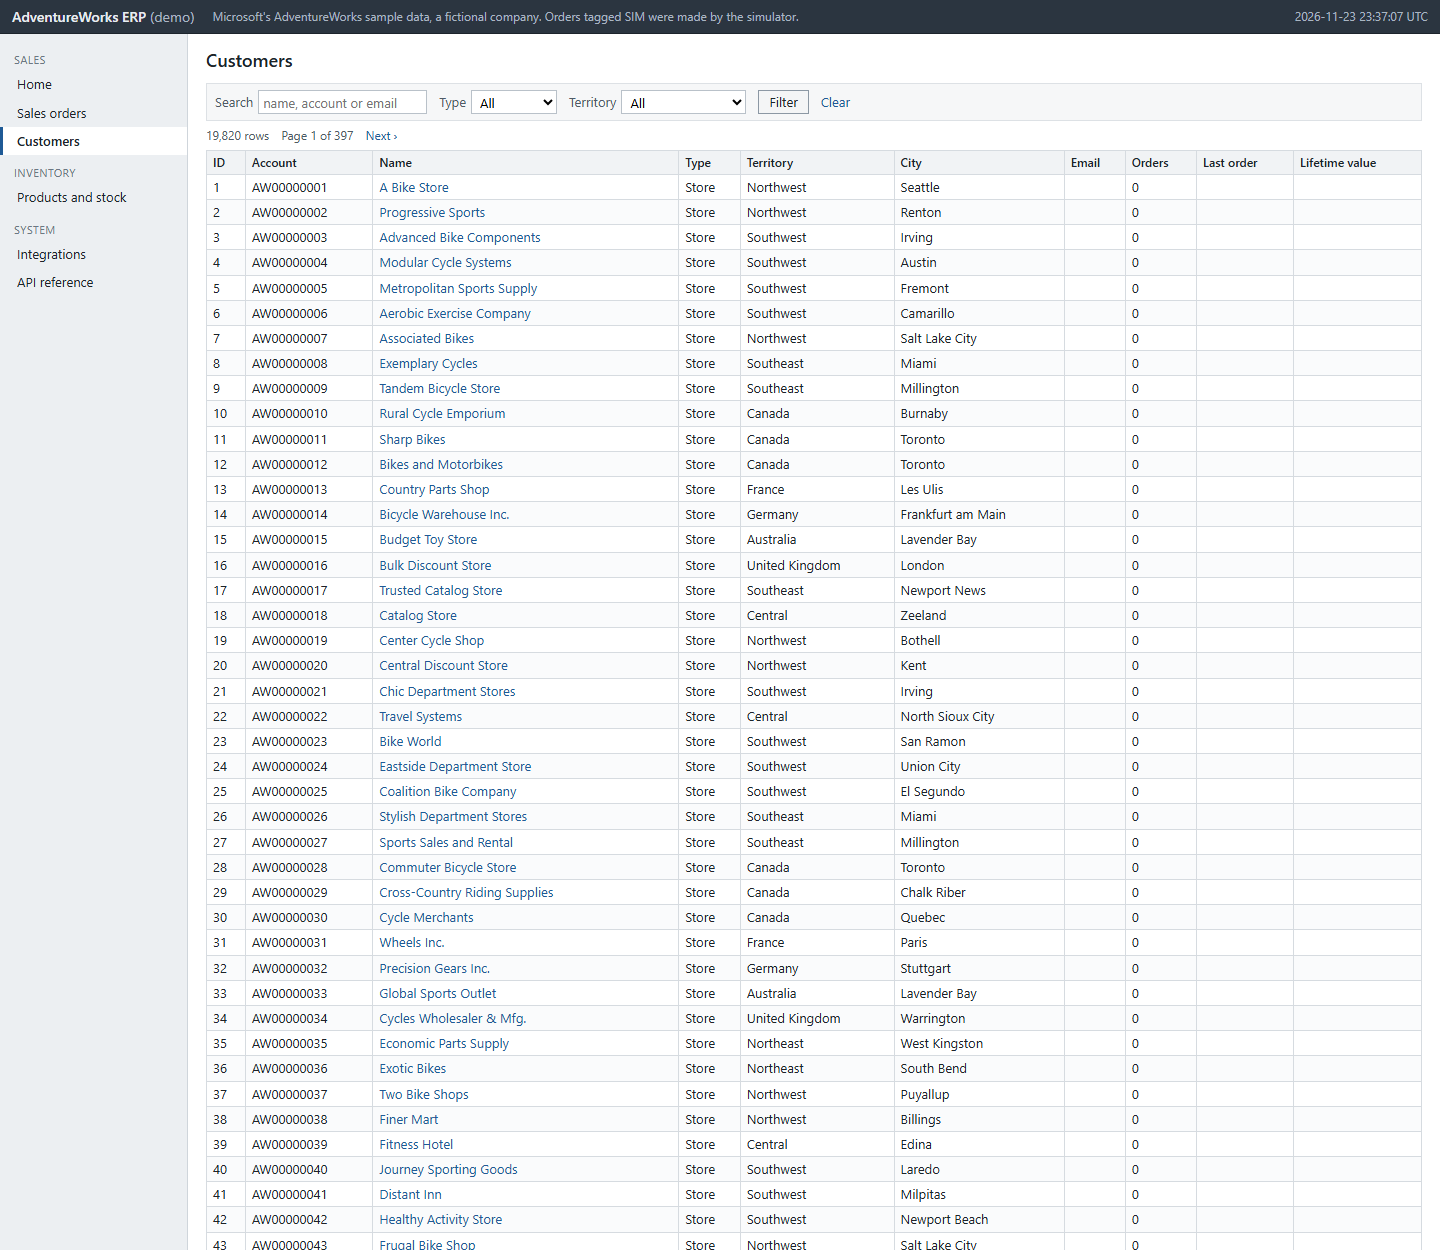 AdventureWorks ERP (demo) Microsoft's AdventureWorks sample data, a fictional company. Orders tagged SIM were made by the simulator. 2026-11-23 23:37:07 UTC
SALES
Home
Sales orders
Customers
INVENTORY
Products and stock
SYSTEM
Integrations
API reference
Customers
Search name, account or email Type All Territory All Filter Clear
19,820 rows Page 1 of 397 Next ›
ID Account Name Type Territory City Email Orders Last order Lifetime value
1 AW00000001 A Bike Store Store Northwest Seattle 0
2 AW00000002 Progressive Sports Store Northwest Renton 0
3 AW00000003 Advanced Bike Components Store Southwest Irving 0
4 AW00000004 Modular Cycle Systems Store Southwest Austin 0
5 AW00000005 Metropolitan Sports Supply Store Southwest Fremont 0
6 AW00000006 Aerobic Exercise Company Store Southwest Camarillo 0
7 AW00000007 Associated Bikes Store Northwest Salt Lake City 0
8 AW00000008 Exemplary Cycles Store Southeast Miami 0
9 AW00000009 Tandem Bicycle Store Store Southeast Millington 0
10 AW00000010 Rural Cycle Emporium Store Canada Burnaby 0
11 AW00000011 Sharp Bikes Store Canada Toronto 0
12 AW00000012 Bikes and Motorbikes Store Canada Toronto 0
13 AW00000013 Country Parts Shop Store France Les Ulis 0
14 AW00000014 Bicycle Warehouse Inc. Store Germany Frankfurt am Main 0
15 AW00000015 Budget Toy Store Store Australia Lavender Bay 0
16 AW00000016 Bulk Discount Store Store United Kingdom London 0
17 AW00000017 Trusted Catalog Store Store Southeast Newport News 0
18 AW00000018 Catalog Store Store Central Zeeland 0
19 AW00000019 Center Cycle Shop Store Northwest Bothell 0
20 AW00000020 Central Discount Store Store Northwest Kent 0
21 AW00000021 Chic Department Stores Store Southwest Irving 0
22 AW00000022 Travel Systems Store Central North Sioux City 0
23 AW00000023 Bike World Store Southwest San Ramon 0
24 AW00000024 Eastside Department Store Store Southwest Union City 0
25 AW00000025 Coalition Bike Company Store Southwest El Segundo 0
26 AW00000026 Stylish Department Stores Store Southeast Miami 0
27 AW00000027 Sports Sales and Rental Store Southeast Millington 0
28 AW00000028 Commuter Bicycle Store Store Canada Toronto 0
29 AW00000029 Cross-Country Riding Supplies Store Canada Chalk Riber 0
30 AW00000030 Cycle Merchants Store Canada Quebec 0
31 AW00000031 Wheels Inc. Store France Paris 0
32 AW00000032 Precision Gears Inc. Store Germany Stuttgart 0
33 AW00000033 Global Sports Outlet Store Australia Lavender Bay 0
34 AW00000034 Cycles Wholesaler & Mfg. Store United Kingdom Warrington 0
35 AW00000035 Economic Parts Supply Store Northeast West Kingston 0
36 AW00000036 Exotic Bikes Store Northeast South Bend 0
37 AW00000037 Two Bike Shops Store Northwest Puyallup 0
38 AW00000038 Finer Mart Store Northwest Billings 0
39 AW00000039 Fitness Hotel Store Central Edina 0
40 AW00000040 Journey Sporting Goods Store Southwest Laredo 0
41 AW00000041 Distant Inn Store Southwest Milpitas 0
42 AW00000042 Healthy Activity Store Store Southwest Newport Beach 0
43 AW00000043 Frugal Bike Shop Store Northwest Salt Lake City 0